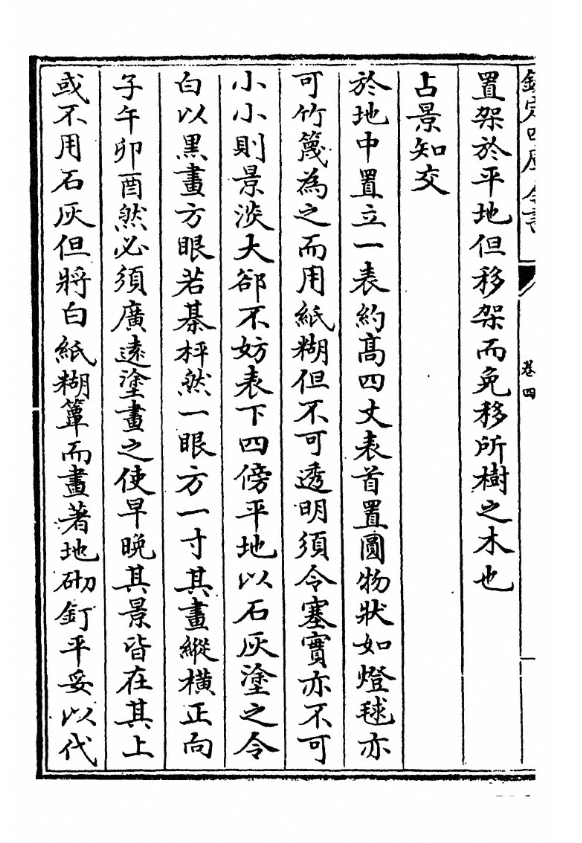 欽定四庫全書
卷四
置架於平地但移架而免移所樹之木也
占景知交
於地中置立一表約高四丈表首置圓物狀如燈毬亦
可竹篾為之而用紙糊但不可透明須令塞實亦不可
小小則景淡大郤不妨表下四傍平地以石灰塗之令
白以黑畫方眼若棊枰然一眼方一寸其畫縱橫正向
子午卯酉然必須廣遠塗畫之使早晩其景皆在其上
或不用石灰但將白紙糊簟而畫著地砌釘平妥以代